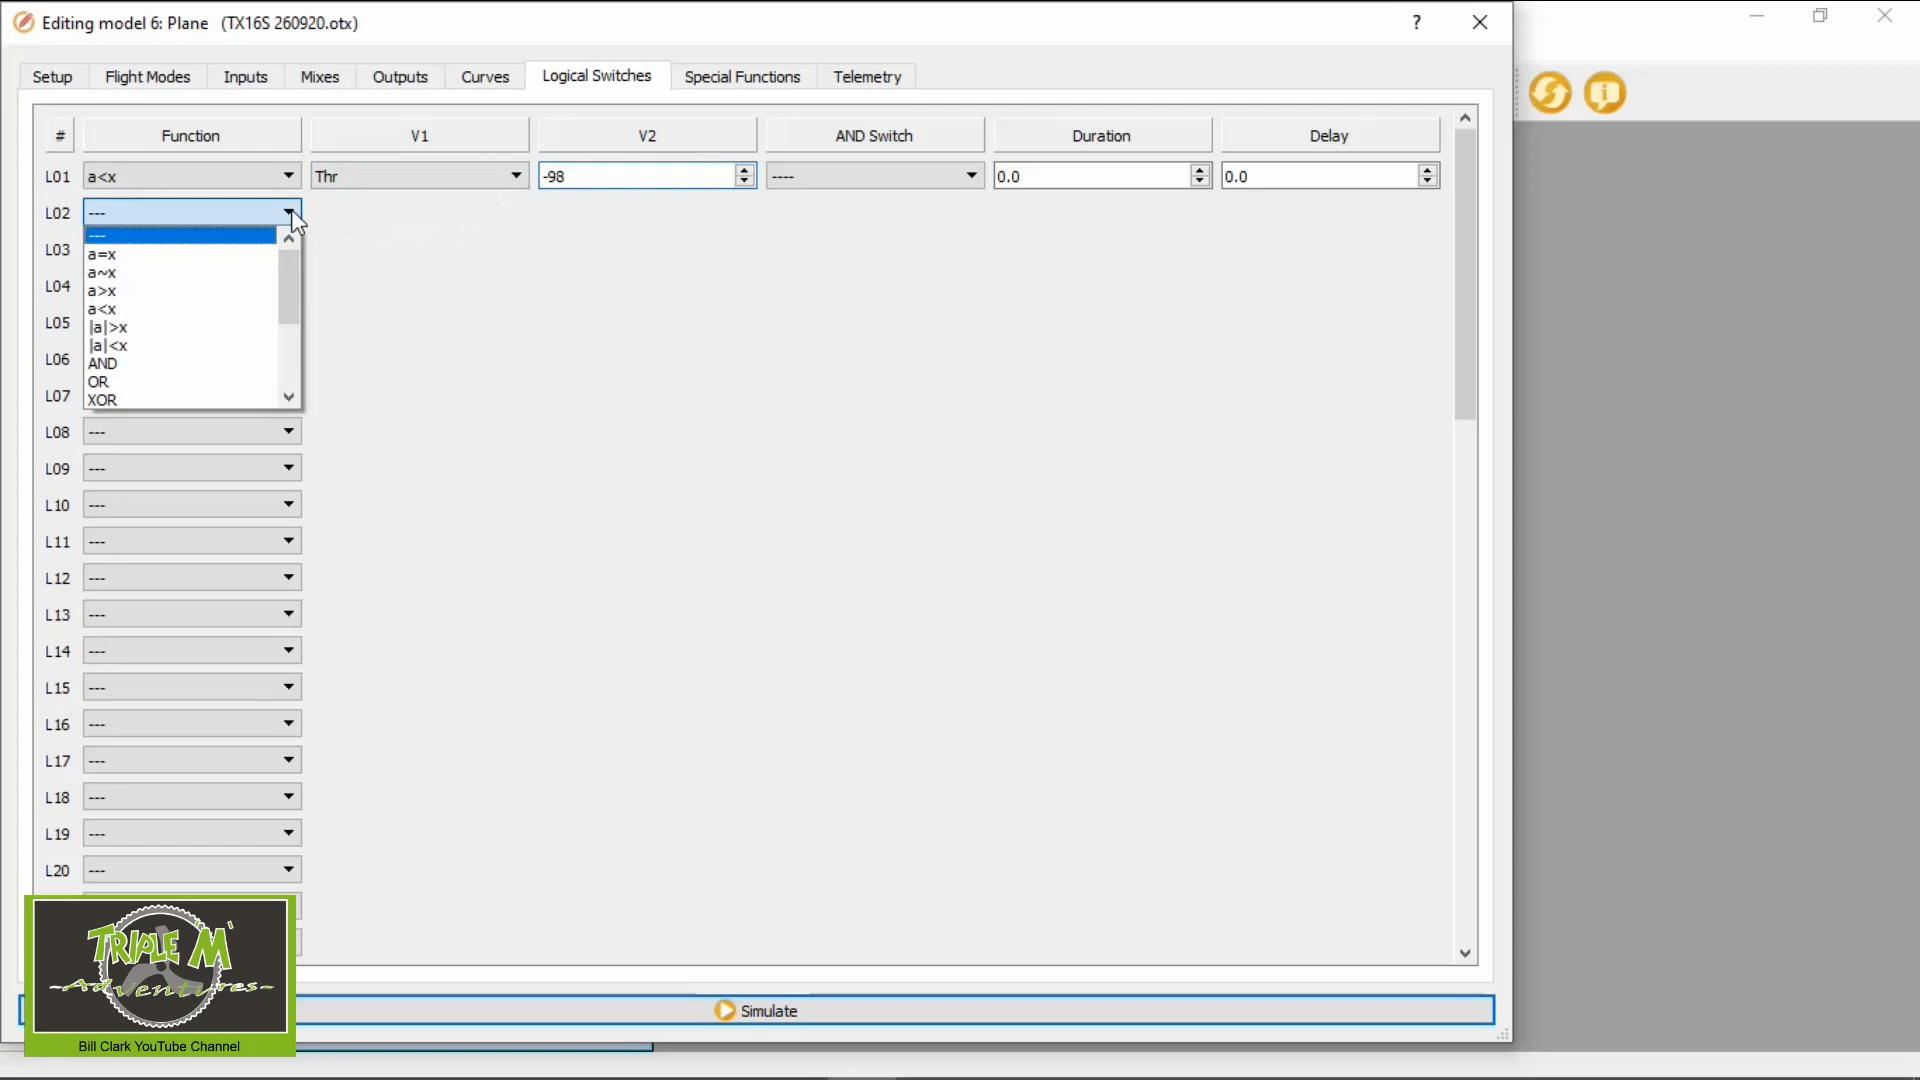 Editing model 6: Plane (TX16S 260920.otx)
?
Setup Flight Modes Inputs Mixes Outputs Curves Logical Switches Special Functions Telemetry
# Function V1 V2 AND Switch Duration Delay
L01 a<x Thr -98 ---- 0.0 0.0
L02 ---
---
L03 a=x
a~x
L04 a>x
a<x
L05 |a|>x
|a|<x
L06 AND
OR
L07 XOR
L08 ---
L09 ---
L10 ---
L11 ---
L12 ---
L13 ---
L14 ---
L15 ---
L16 ---
L17 ---
L18 ---
L19 ---
L20 ---
TRIPLE M
-Adventures-
Bill Clark YouTube Channel
Simulate